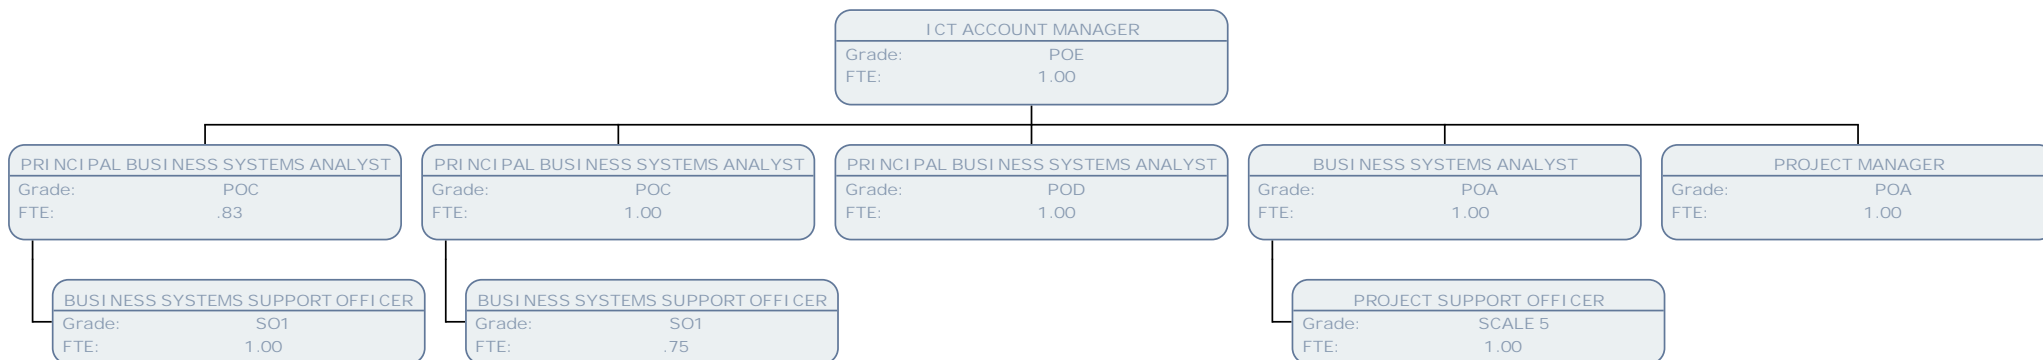 ICT ACCOUNT MANAGER
Grade: POE
FTE: 1.00
PRINCIPAL BUSINESS SYSTEMS ANALYST
Grade: POC
FTE: .83
PRINCIPAL BUSINESS SYSTEMS ANALYST
Grade: POC
FTE: 1.00
PRINCIPAL BUSINESS SYSTEMS ANALYST
Grade: POD
FTE: 1.00
BUSINESS SYSTEMS ANALYST
Grade: POA
FTE: 1.00
PROJECT MANAGER
Grade: POA
FTE: 1.00
BUSINESS SYSTEMS SUPPORT OFFICER
Grade: SO1
FTE: 1.00
BUSINESS SYSTEMS SUPPORT OFFICER
Grade: SO1
FTE: .75
PROJECT SUPPORT OFFICER
Grade: SCALE 5
FTE: 1.00